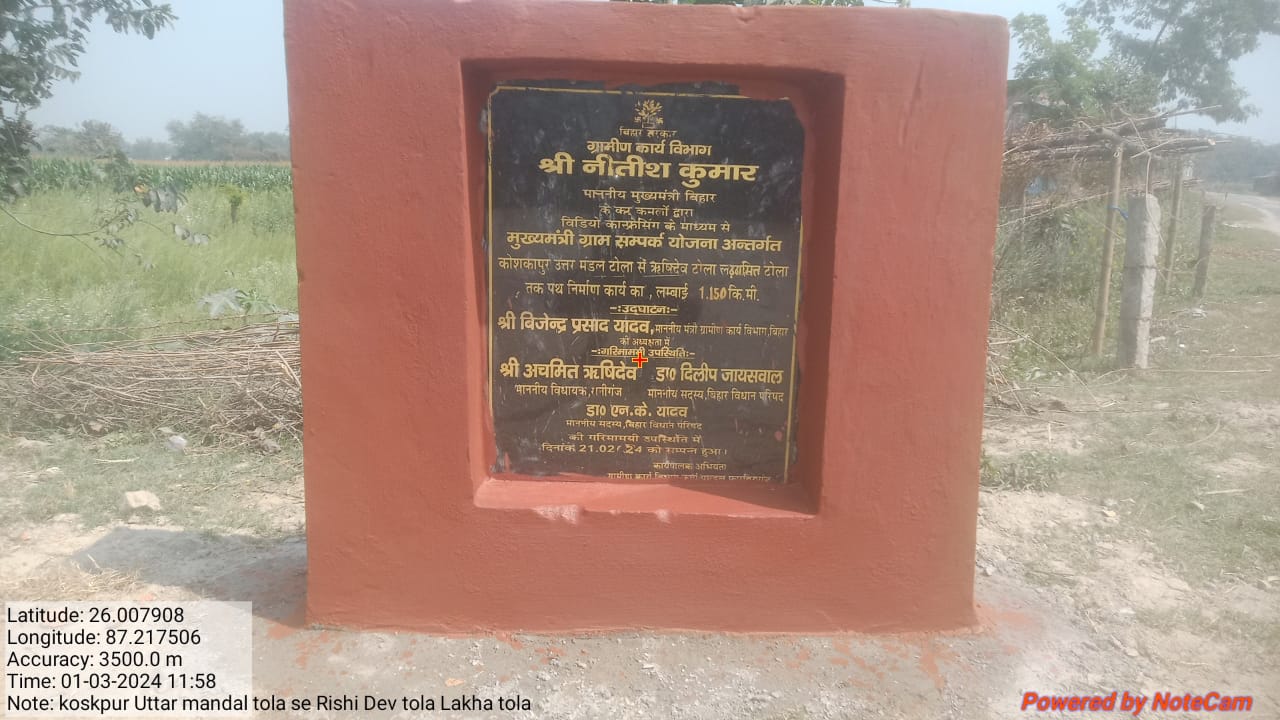 बिहार सरकार
ग्रामीण कार्य विभाग
श्री नीतीश कुमार
माननीय मुख्यमंत्री बिहार
के कर कमलों द्वारा
विडियो कान्फ्रेसिंग के माध्यम से
मुख्यमंत्री ग्राम सम्पर्क योजना अन्तर्गत
कोशकापुर उत्तर मंडल टोला से ऋषिदेव टोला टोला
तक पथ निर्माण कार्य का , लम्बाई 1.150 कि.मी.
-:उद्घाटन:-
श्री बिजेन्द्र प्रसाद यादव, माननीय मंत्री ग्रामीण कार्य विभाग, बिहार
की अध्यक्षता में
-:गरिमामयी उपस्थिति:-
श्री अचमित ऋषिदेव डा० दिलीप जायसवाल
माननीय विधायक, रानीगंज माननीय सदस्य, बिहार विधान परिषद
डा० एन.के. यादव
माननीय सदस्य, बिहार विधान परिषद
की गरिमामयी उपस्थिति में
दिनांक को सम्पन्न हुआ।
कार्यपालक अभियंता
ग्रामीण कार्य विभाग कार्य प्रमंडल फारबिसगंज
Latitude: 26.007908
Longitude: 87.217506
Accuracy: 3500.0 m
Time: 01-03-2024 11:58
Note: koskpur Uttar mandal tola se Rishi Dev tola Lakha tola
Powered by NoteCam